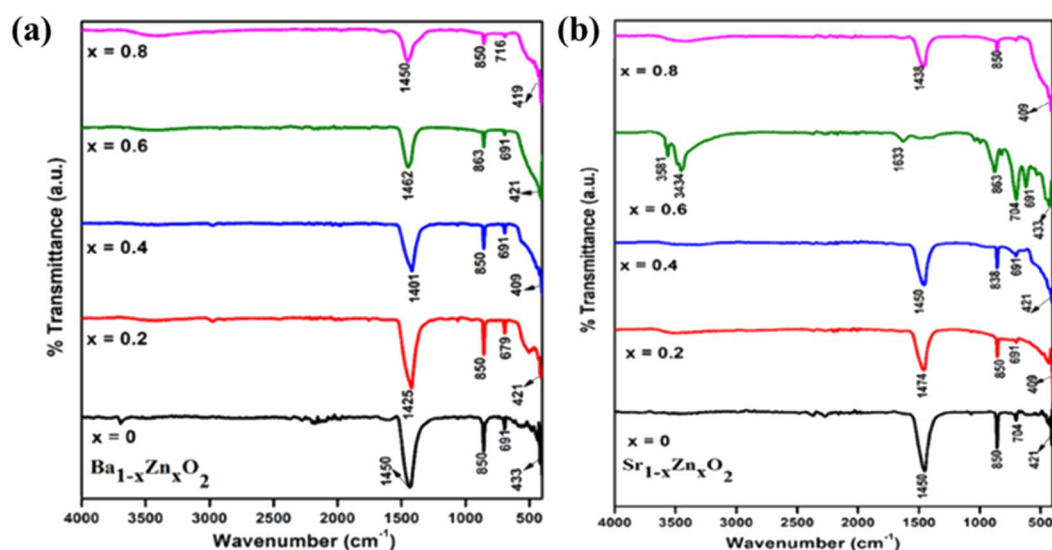 (a)
% Transmittance (a.u.)
x = 0.8
1450
850
716
419
x = 0.6
1462
863
691
421
x = 0.4
1401
850
691
409
x = 0.2
1425
850
679
421
x = 0
Ba1-xZnxO2
1450
850
691
433
4000 3500 3000 2500 2000 1500 1000 500
Wavenumber (cm-1)
(b)
% Transmittance (a.u.)
x = 0.8
1438
850
409
3581
3434
1633
863
704
691
433
x = 0.6
x = 0.4
1450
838
691
421
x = 0.2
1474
850
691
409
x = 0
Sr1-xZnxO2
1450
850
704
421
4000 3500 3000 2500 2000 1500 1000 500
Wavenumber (cm-1)